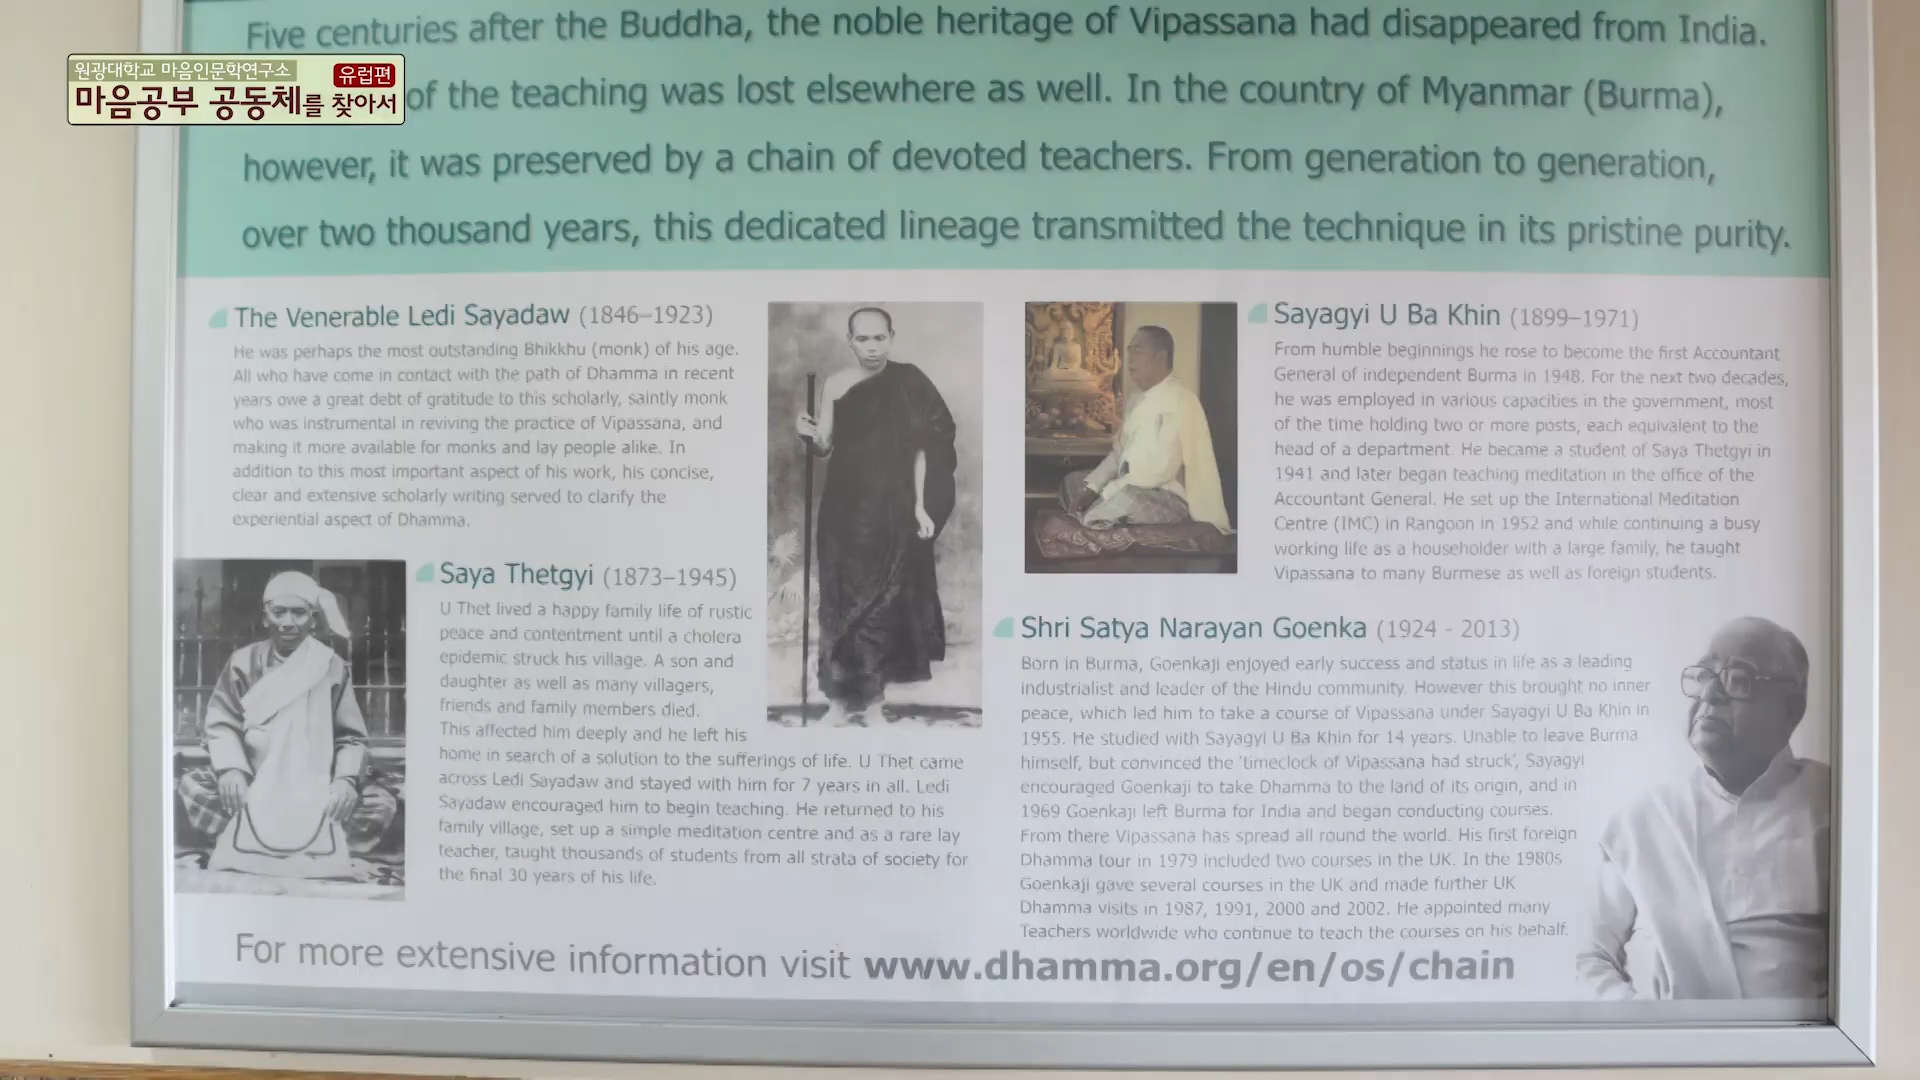 Five centuries after the Buddha, the noble heritage of Vipassana had disappeared from India.
원광대학교 마음인문학연구소
유럽편
마음공부 공동체를 찾아서
of the teaching was lost elsewhere as well. In the country of Myanmar (Burma),
however, it was preserved by a chain of devoted teachers. From generation to generation,
over two thousand years, this dedicated lineage transmitted the technique in its pristine purity.
The Venerable Ledi Sayadaw (1846–1923)
He was perhaps the most outstanding Bhikkhu (monk) of his age.
All who have come in contact with the path of Dhamma in recent
years owe a great debt of gratitude to this scholarly, saintly monk
who was instrumental in reviving the practice of Vipassana, and
making it more available for monks and lay people alike. In
addition to this most important aspect of his work, his concise,
clear and extensive scholarly writing served to clarify the
experiential aspect of Dhamma.
Saya Thetgyi (1873–1945)
U Thet lived a happy family life of rustic
peace and contentment until a cholera
epidemic struck his village. A son and
daughter as well as many villagers,
friends and family members died.
This affected him deeply and he left his
home in search of a solution to the sufferings of life. U Thet came
across Ledi Sayadaw and stayed with him for 7 years in all. Ledi
Sayadaw encouraged him to begin teaching. He returned to his
family village, set up a simple meditation centre and as a rare lay
teacher, taught thousands of students from all strata of society for
the final 30 years of his life.
Sayagyi U Ba Khin (1899–1971)
From humble beginnings he rose to become the first Accountant
General of independent Burma in 1948. For the next two decades,
he was employed in various capacities in the government, most
of the time holding two or more posts, each equivalent to the
head of a department. He became a student of Saya Thetgyi in
1941 and later began teaching meditation in the office of the
Accountant General. He set up the International Meditation
Centre (IMC) in Rangoon in 1952 and while continuing a busy
working life as a householder with a large family, he taught
Vipassana to many Burmese as well as foreign students.
Shri Satya Narayan Goenka (1924 - 2013)
Born in Burma, Goenkaji enjoyed early success and status in life as a leading
industrialist and leader of the Hindu community. However this brought no inner
peace, which led him to take a course of Vipassana under Sayagyi U Ba Khin in
1955. He studied with Sayagyi U Ba Khin for 14 years. Unable to leave Burma
himself, but convinced the 'timeclock of Vipassana had struck', Sayagyi
encouraged Goenkaji to take Dhamma to the land of its origin, and in
1969 Goenkaji left Burma for India and began conducting courses.
From there Vipassana has spread all round the world. His first foreign
Dhamma tour in 1979 included two courses in the UK. In the 1980s
Goenkaji gave several courses in the UK and made further UK
Dhamma visits in 1987, 1991, 2000 and 2002. He appointed many
Teachers worldwide who continue to teach the courses on his behalf.
For more extensive information visit www.dhamma.org/en/os/chain